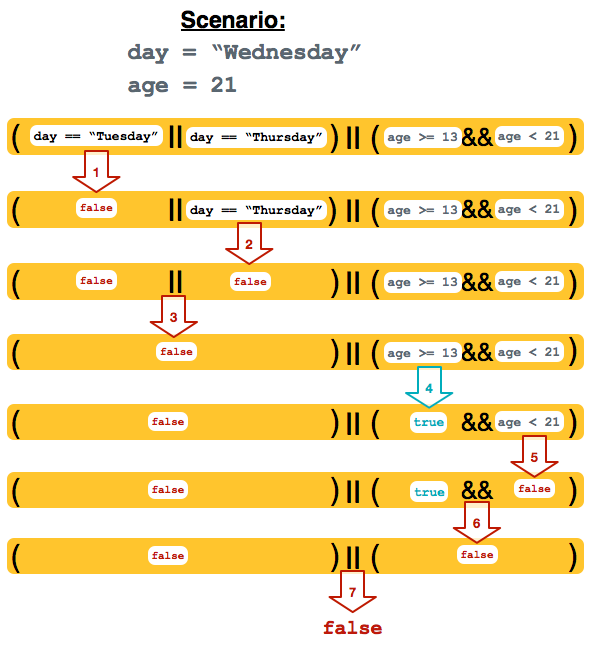 Scenario:
day = “Wednesday”
age = 21
( day == “Tuesday” || day == “Thursday” ) || ( age >= 13 && age < 21 )
1
( false || day == “Thursday” ) || ( age >= 13 && age < 21 )
2
( false || false ) || ( age >= 13 && age < 21 )
3
( false ) || ( age >= 13 && age < 21 )
4
( false ) || ( true && age < 21 )
5
( false ) || ( true && false )
6
( false ) || ( false )
7
false